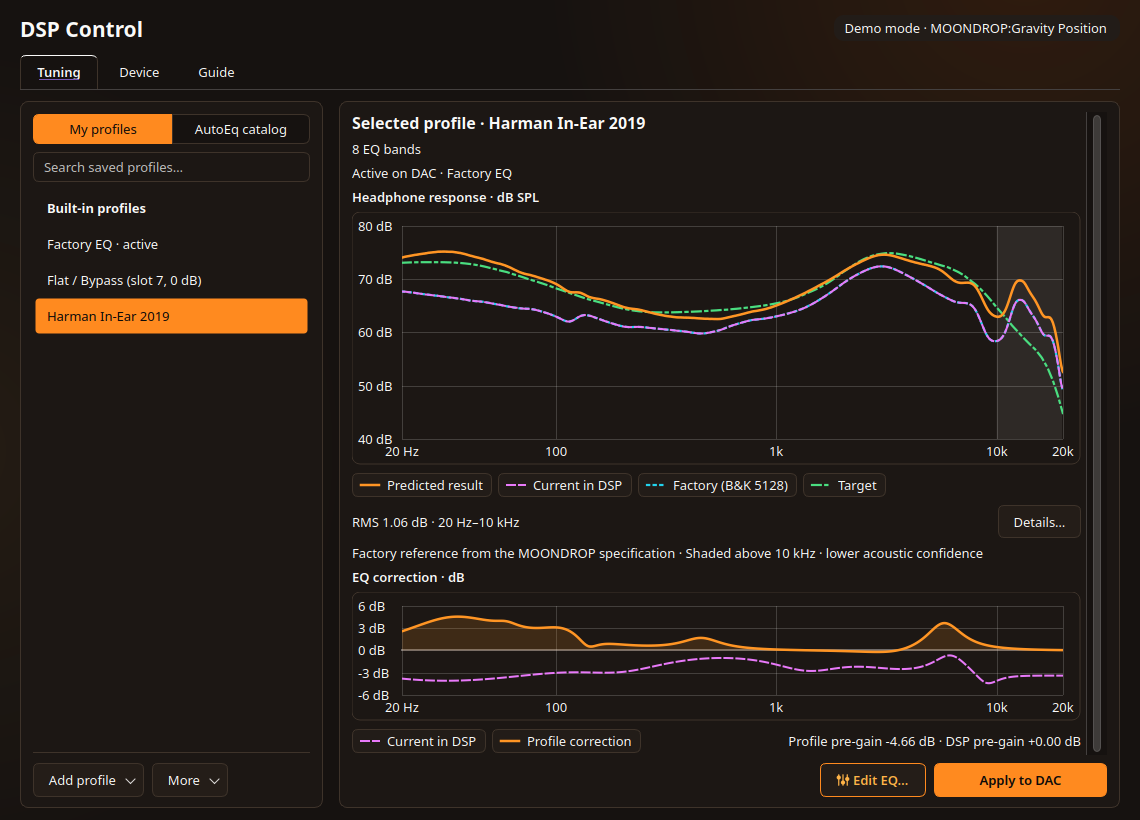 DSP Control
Demo mode · MOONDROP:Gravity Position
Tuning
Device
Guide
My profiles
AutoEq catalog
Search saved profiles...
Built-in profiles
Factory EQ · active
Flat / Bypass (slot 7, 0 dB)
Harman In-Ear 2019
Add profile
More
Selected profile · Harman In-Ear 2019
8 EQ bands
Active on DAC · Factory EQ
Headphone response · dB SPL
80 dB
70 dB
60 dB
50 dB
40 dB
20 Hz
100
1k
10k
20k
Predicted result
Current in DSP
Factory (B&K 5128)
Target
RMS 1.06 dB · 20 Hz–10 kHz
Details...
Factory reference from the MOONDROP specification · Shaded above 10 kHz · lower acoustic confidence
EQ correction · dB
6 dB
3 dB
0 dB
-3 dB
-6 dB
20 Hz
100
1k
10k
20k
Current in DSP
Profile correction
Profile pre-gain -4.66 dB · DSP pre-gain +0.00 dB
Edit EQ...
Apply to DAC